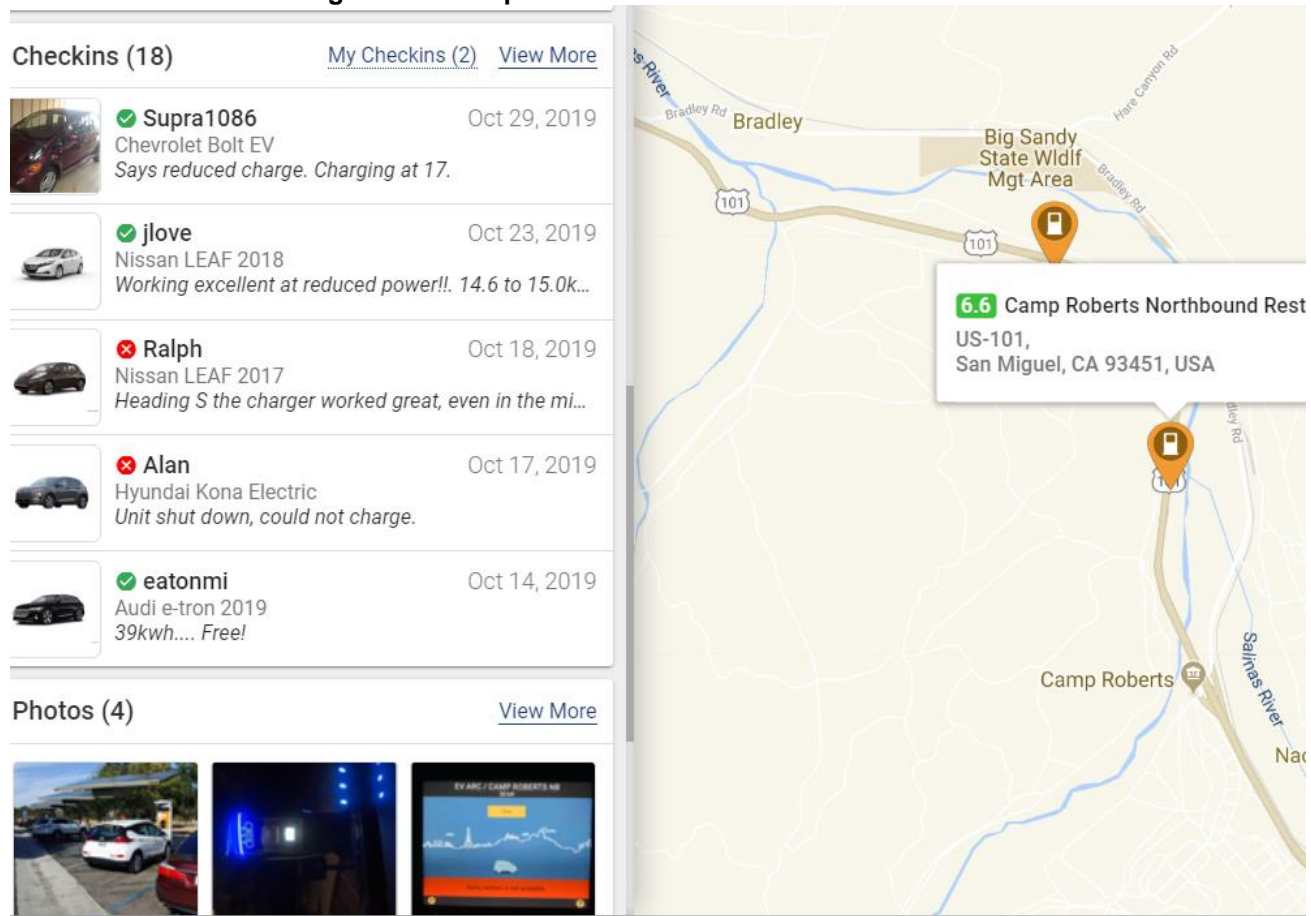 Checkins (18) My Checkins (2) View More
Supra1086 Oct 29, 2019
Chevrolet Bolt EV
Says reduced charge. Charging at 17.
jlove Oct 23, 2019
Nissan LEAF 2018
Working excellent at reduced power!!. 14.6 to 15.0k...
Ralph Oct 18, 2019
Nissan LEAF 2017
Heading S the charger worked great, even in the mi...
Alan Oct 17, 2019
Hyundai Kona Electric
Unit shut down, could not charge.
eatonmi Oct 14, 2019
Audi e-tron 2019
39kwh.... Free!
Photos (4) View More
EV ARC / CAMP ROBERTS NB
River
Bradley Rd
Bradley
Hare Canyon Rd
Big Sandy
State Wldlf
Mgt Area
Bradley Rd
101
101
6.6 Camp Roberts Northbound Rest
US-101,
San Miguel, CA 93451, USA
dley Rd
Camp Roberts
Salinas River